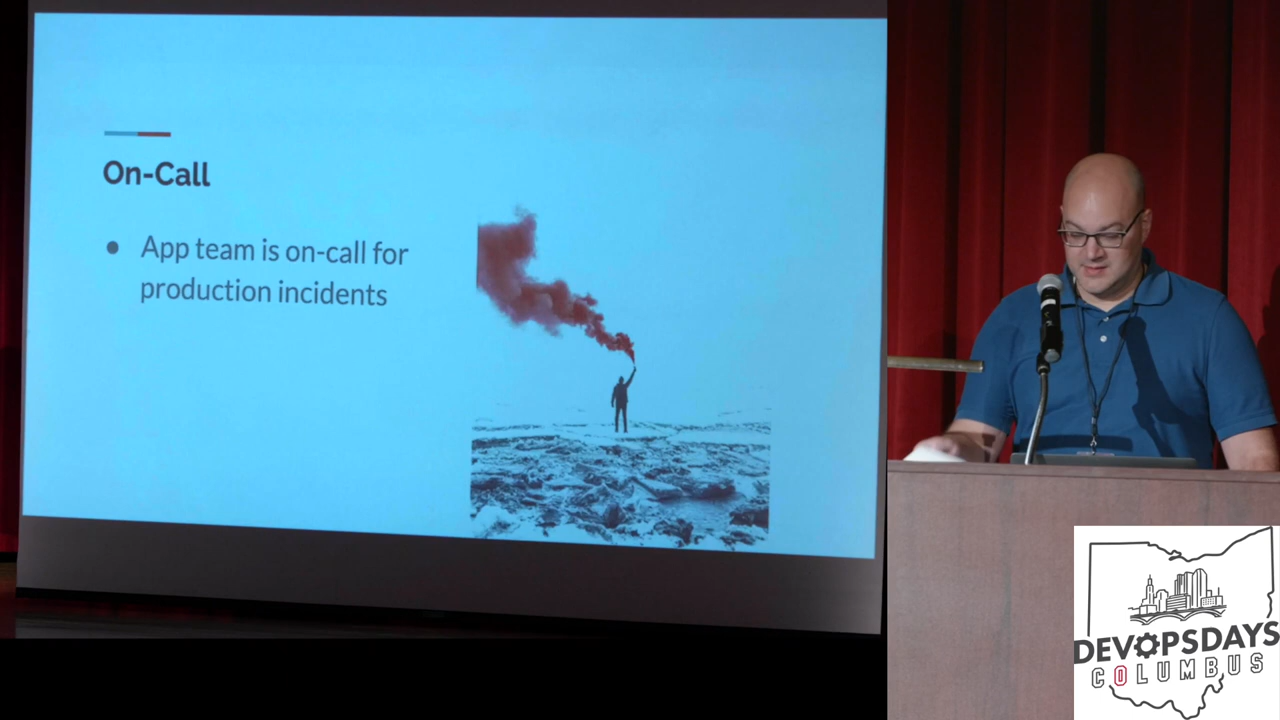 On-Call
● App team is on-call for
production incidents
DEVOPSDAYS
COLUMBUS